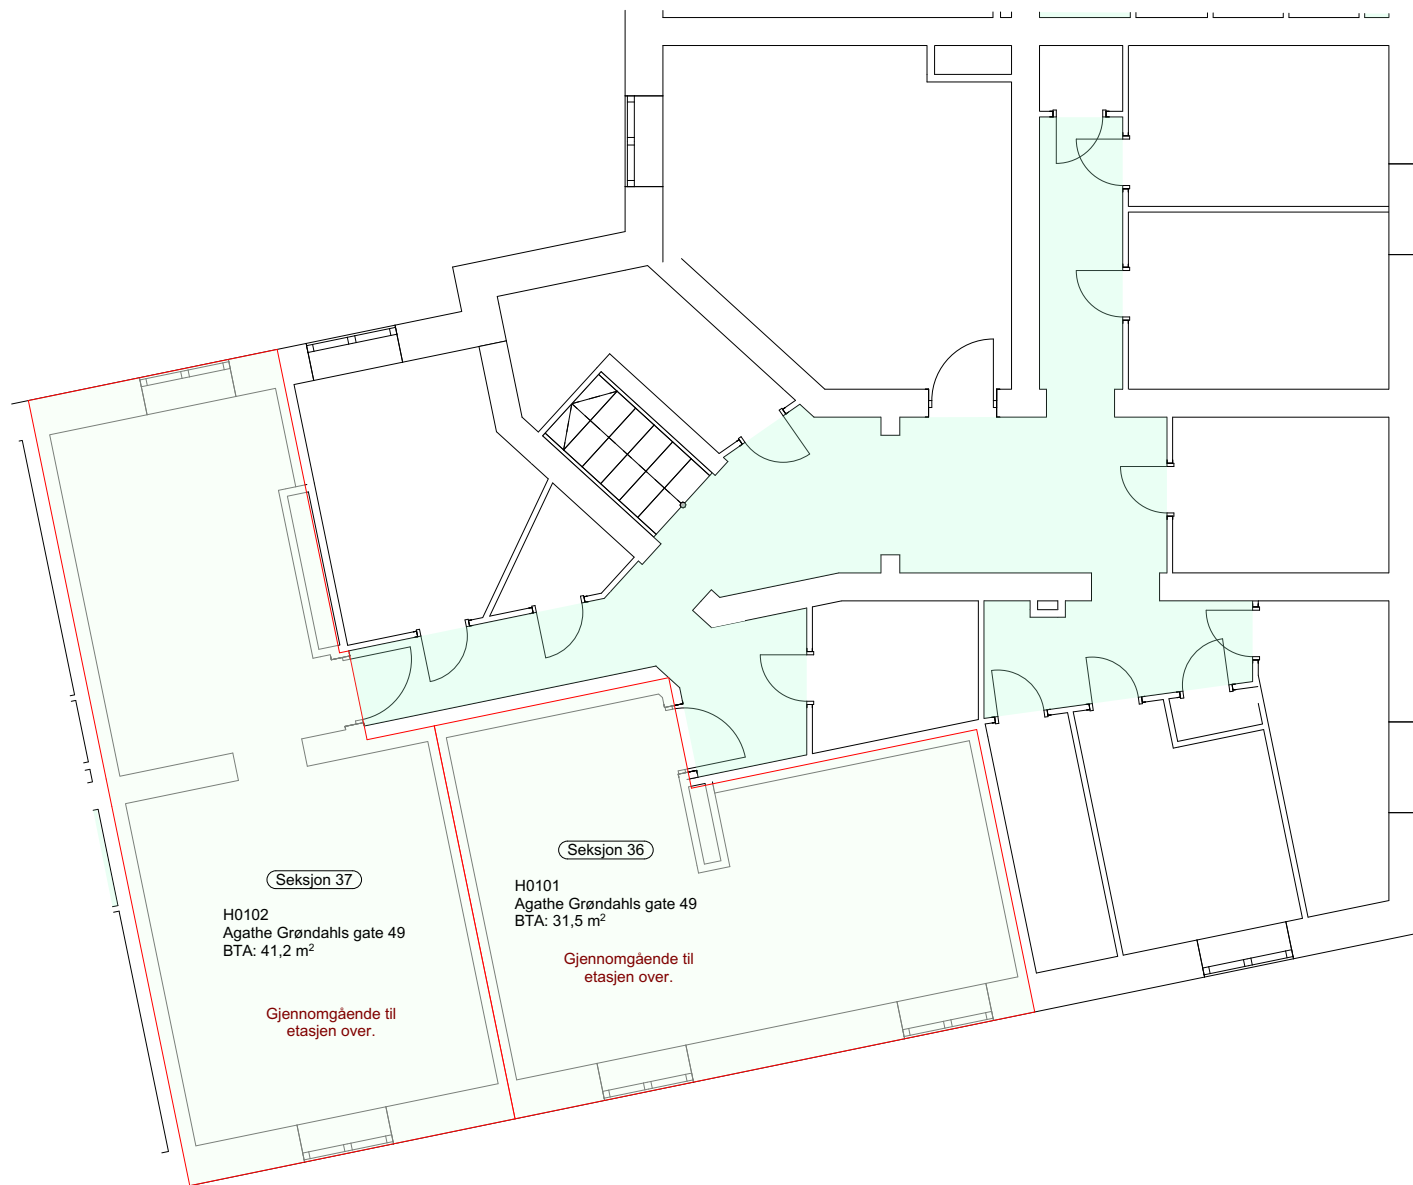 Seksjon 37
H0102
Agathe Grøndahls gate 49
BTA: 41,2 m²
Gjennomgående til
etasjen over.
Seksjon 36
H0101
Agathe Grøndahls gate 49
BTA: 31,5 m²
Gjennomgående til
etasjen over.